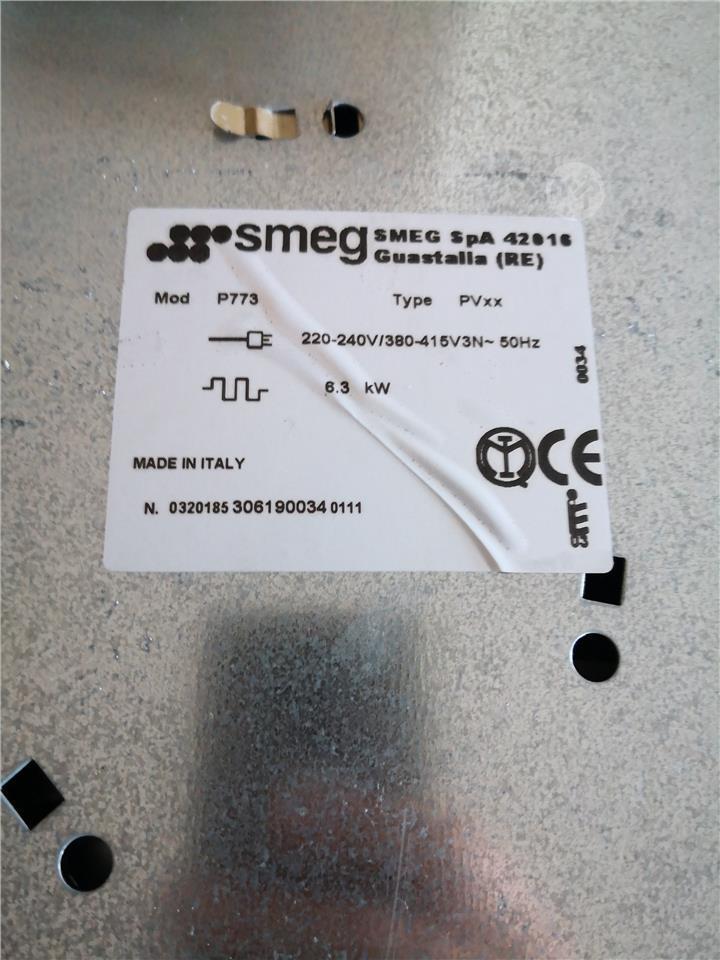 smeg SMEG SpA 42016
Guastalla (RE)
Mod P773 Type PVxx
220-240V/380-415V3N~ 50Hz
6.3 kW
0034
CE
MADE IN ITALY
N. 0320185 306190034 0111